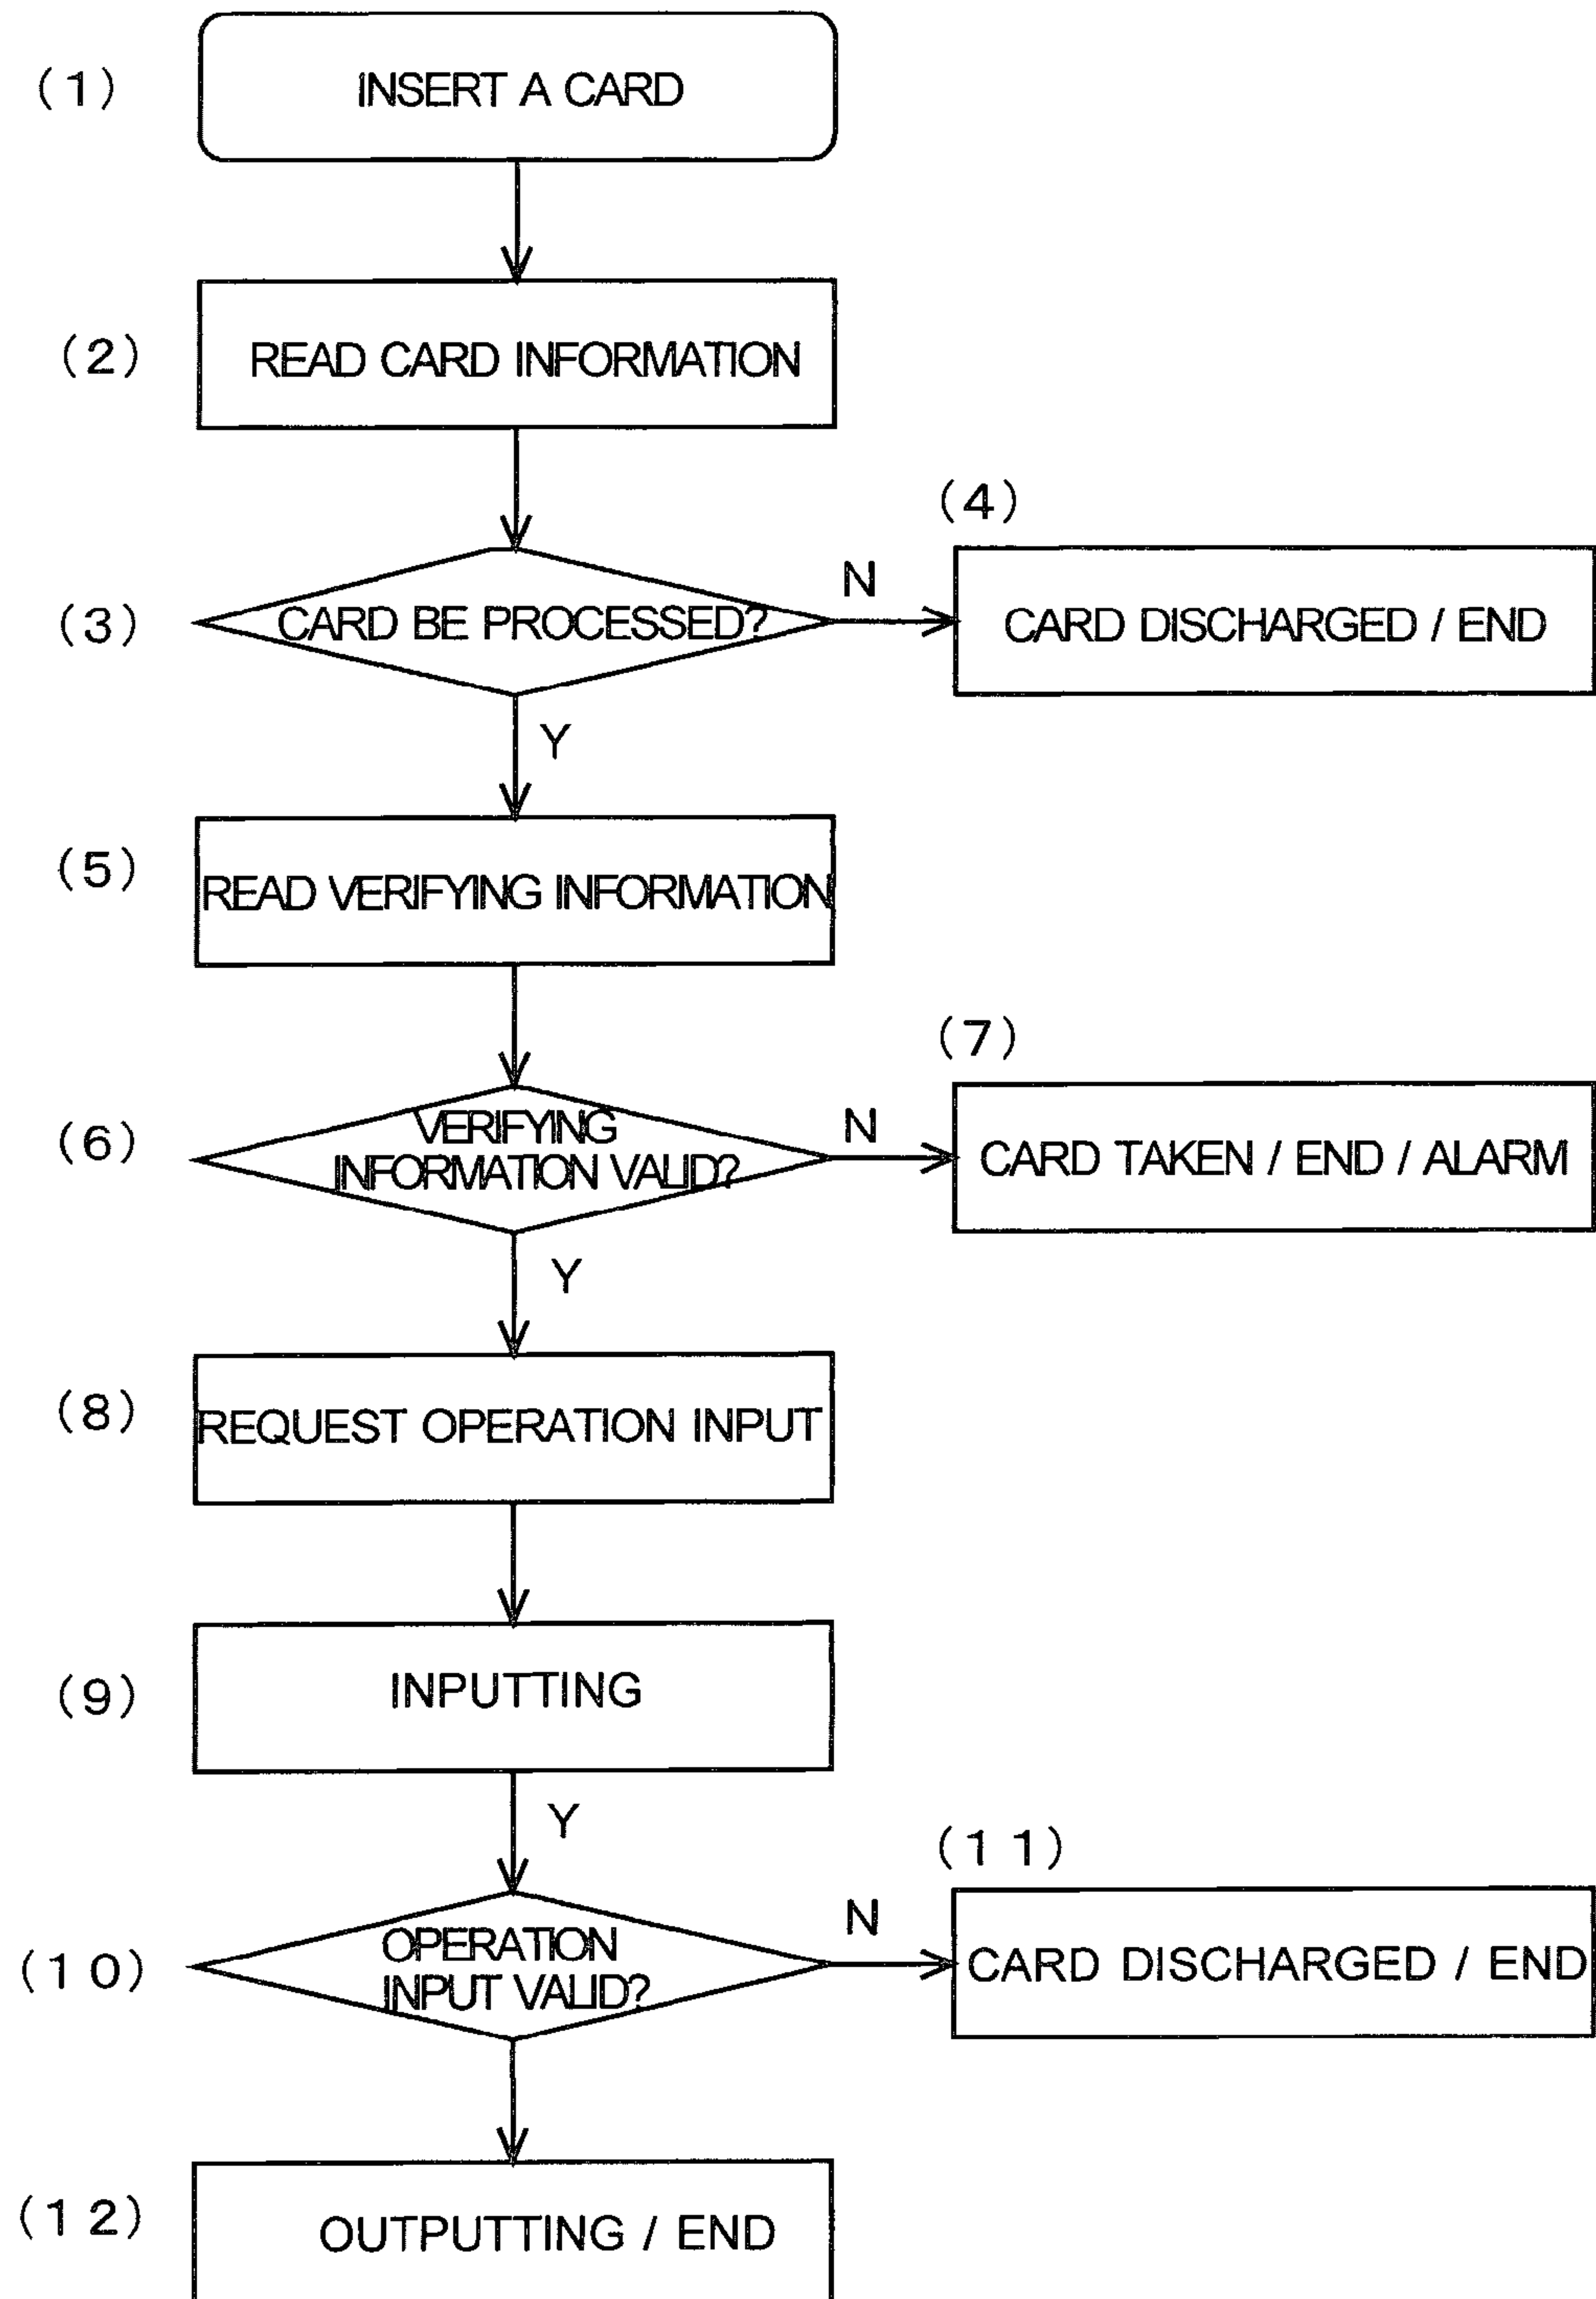 (1)
INSERT A CARD
(2)
READ CARD INFORMATION
(3)
CARD BE PROCESSED?
N
(4)
CARD DISCHARGED / END
Y
(5)
READ VERIFYING INFORMATION
(6)
VERIFYING
INFORMATION VALID?
N
(7)
CARD TAKEN / END / ALARM
Y
(8)
REQUEST OPERATION INPUT
(9)
INPUTTING
Y
(10)
OPERATION
INPUT VALID?
N
(11)
CARD DISCHARGED / END
(12)
OUTPUTTING / END